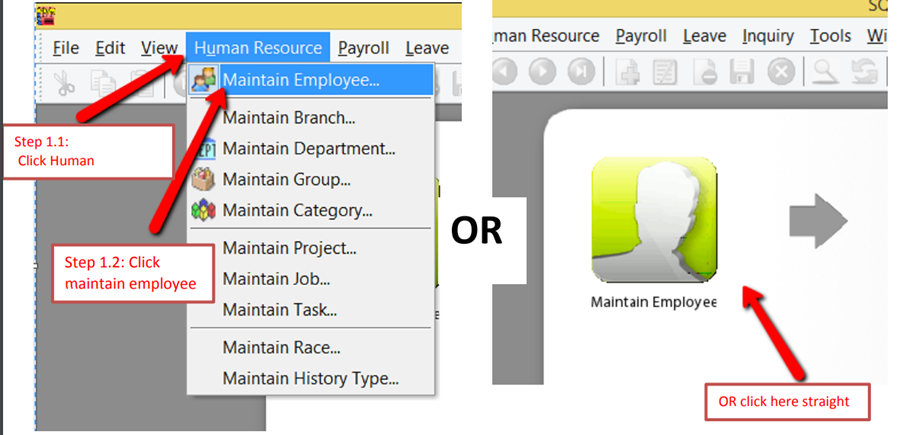 File Edit View Human Resource Payroll Leave
Maintain Employee...
Maintain Branch...
Maintain Department...
Maintain Group...
Maintain Category...
Maintain Project...
Maintain Job...
Maintain Task...
Maintain Race...
Maintain History Type...
Step 1.1:
Click Human
Step 1.2: Click
maintain employee
OR
SQ
man Resource Payroll Leave Inquiry Tools Wi
Maintain Employee
OR click here straight